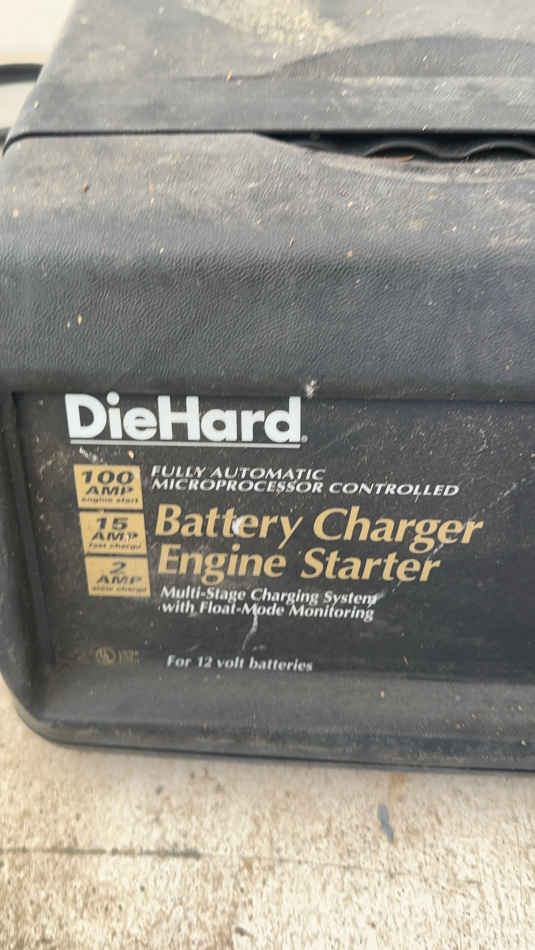 DieHard
100
AMP
engine start
15
AMP
fast charge
2
AMP
slow charge
FULLY AUTOMATIC
MICROPROCESSOR CONTROLLED
Battery Charger
Engine Starter
Multi-Stage Charging System
with Float-Mode Monitoring
For 12 volt batteries